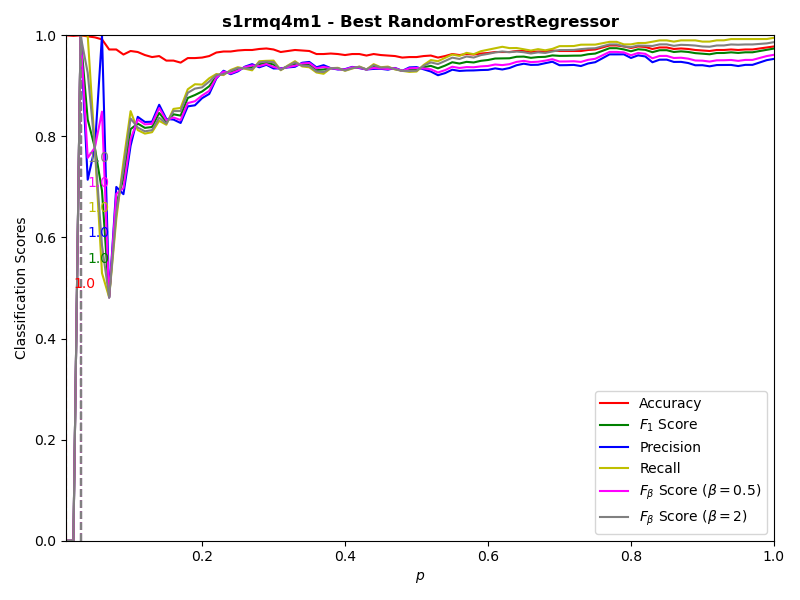 s1rmq4m1 - Best RandomForestRegressor
Classification Scores
1.0
0.8
0.6
0.4
0.2
0.0
1.0
1.0
1.0
1.0
1.0
1.0
Accuracy
F₁ Score
Precision
Recall
Fᵦ Score (β = 0.5)
Fᵦ Score (β = 2)
0.2
0.4
0.6
0.8
1.0
p